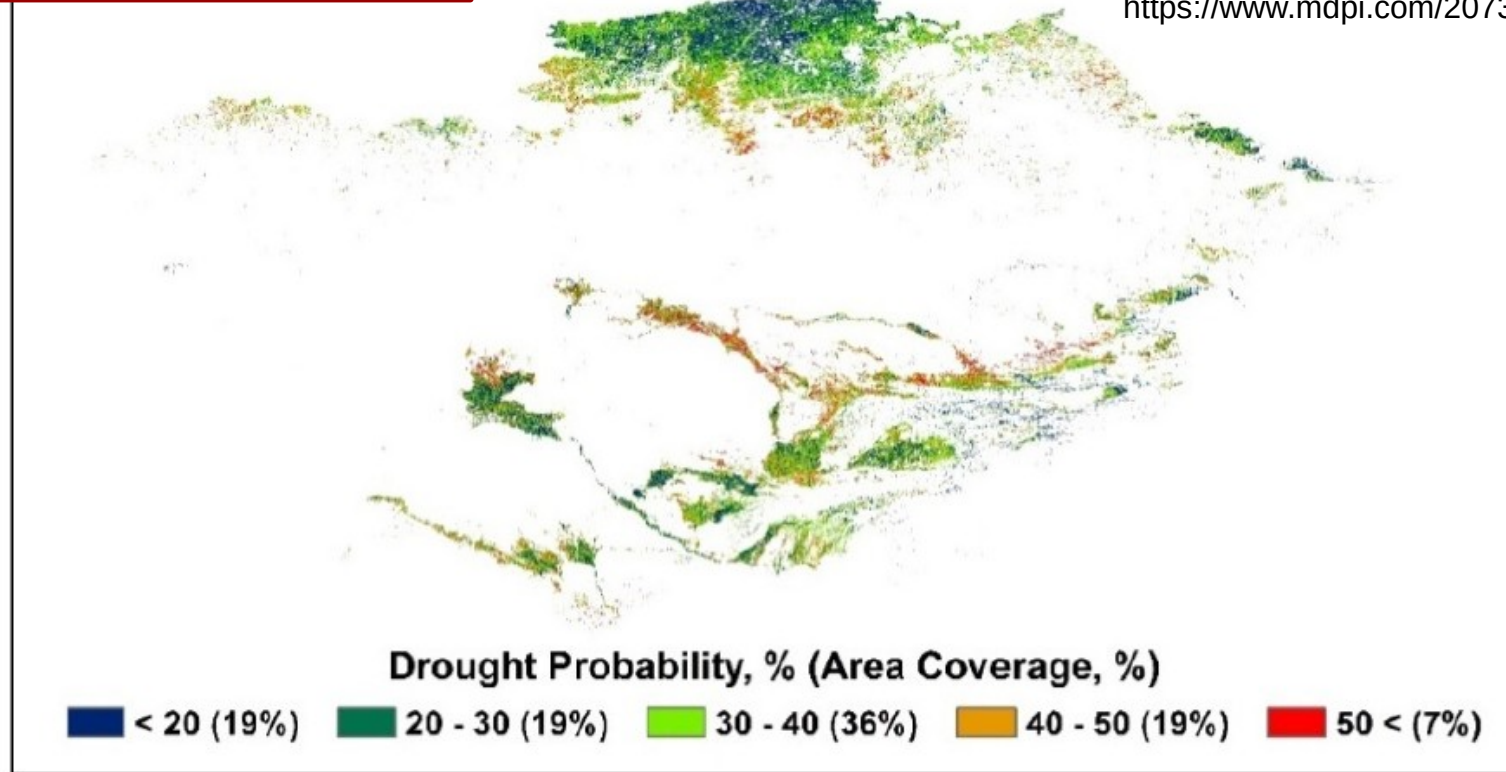 https://www.mdpi.com/2073
Drought Probability, % (Area Coverage, %)
< 20 (19%) 20 - 30 (19%) 30 - 40 (36%) 40 - 50 (19%) 50 < (7%)